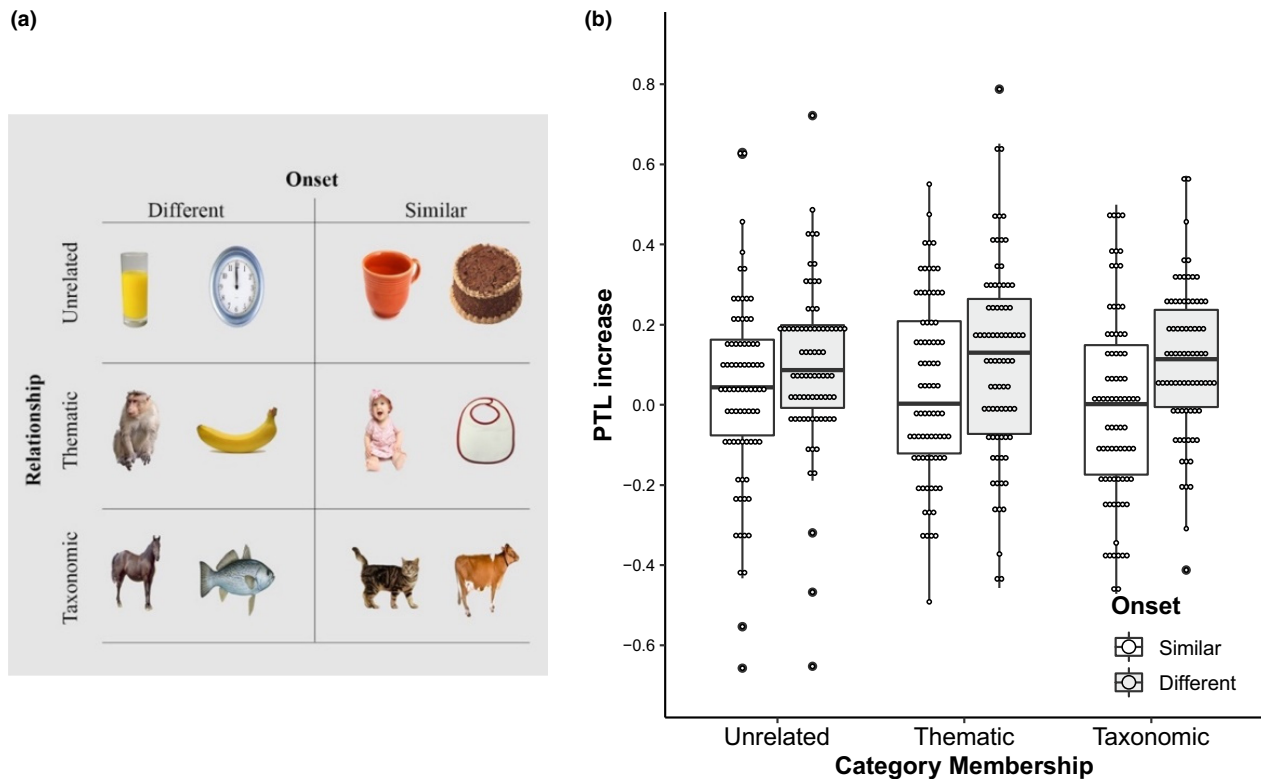 (a)
Onset
Different Similar
Relationship
Unrelated
Thematic
Taxonomic
(b)
PTL increase
0.8
0.6
0.4
0.2
0.0
−0.2
−0.4
−0.6
Onset
Similar
Different
Unrelated Thematic Taxonomic
Category Membership